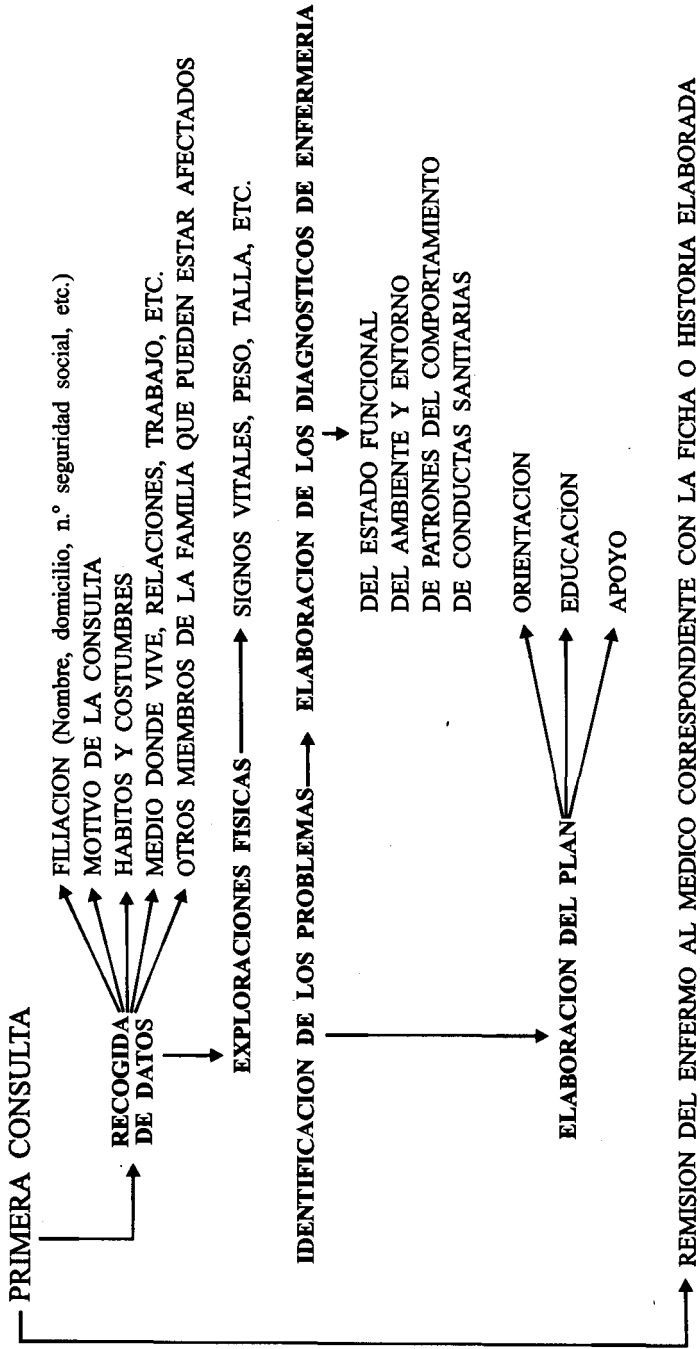 PRIMERA CONSULTA
RECOGIDA
DE DATOS
FILIACION (Nombre, domicilio, n.º seguridad social, etc.)
MOTIVO DE LA CONSULTA
HABITOS Y COSTUMBRES
MEDIO DONDE VIVE, RELACIONES, TRABAJO, ETC.
OTROS MIEMBROS DE LA FAMILIA QUE PUEDEN ESTAR AFECTADOS
EXPLORACIONES FISICAS
SIGNOS VITALES, PESO, TALLA, ETC.
IDENTIFICACION DE LOS PROBLEMAS
ELABORACION DE LOS DIAGNOSTICOS DE ENFERMERIA
DEL ESTADO FUNCIONAL
DEL AMBIENTE Y ENTORNO
DE PATRONES DEL COMPORTAMIENTO
DE CONDUCTAS SANITARIAS
ELABORACION DEL PLAN
ORIENTACION
EDUCACION
APOYO
REMISION DEL ENFERMO AL MEDICO CORRESPONDIENTE CON LA FICHA O HISTORIA ELABORADA